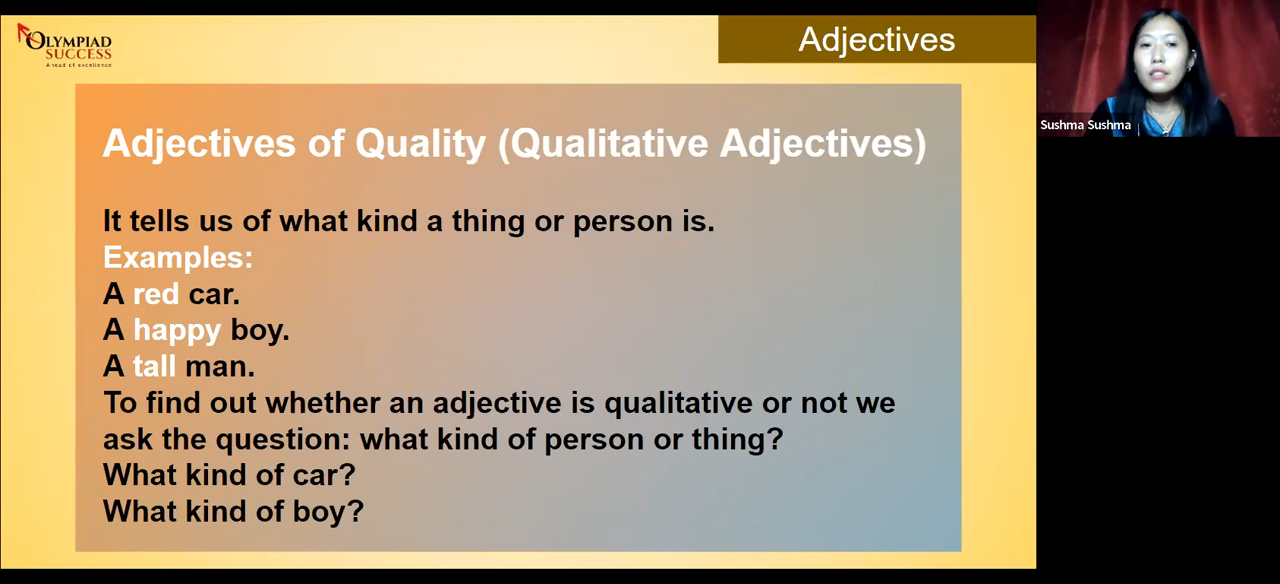 OLYMPIAD
SUCCESS
Ahead of excellence
Adjectives
Sushma Sushma
Adjectives of Quality (Qualitative Adjectives)
It tells us of what kind a thing or person is.
Examples:
A red car.
A happy boy.
A tall man.
To find out whether an adjective is qualitative or not we
ask the question: what kind of person or thing?
What kind of car?
What kind of boy?